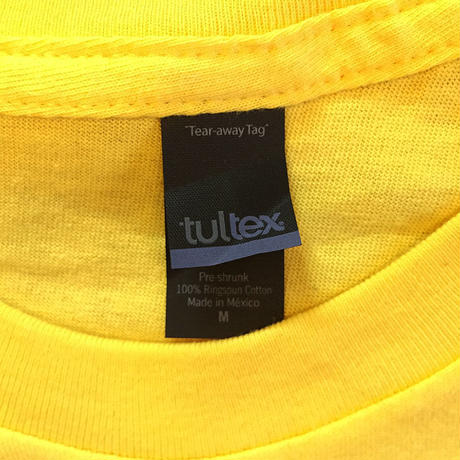 "Tear-away Tag"
tultex
Pre-shrunk
100% Ringspun Cotton
Made in México
M